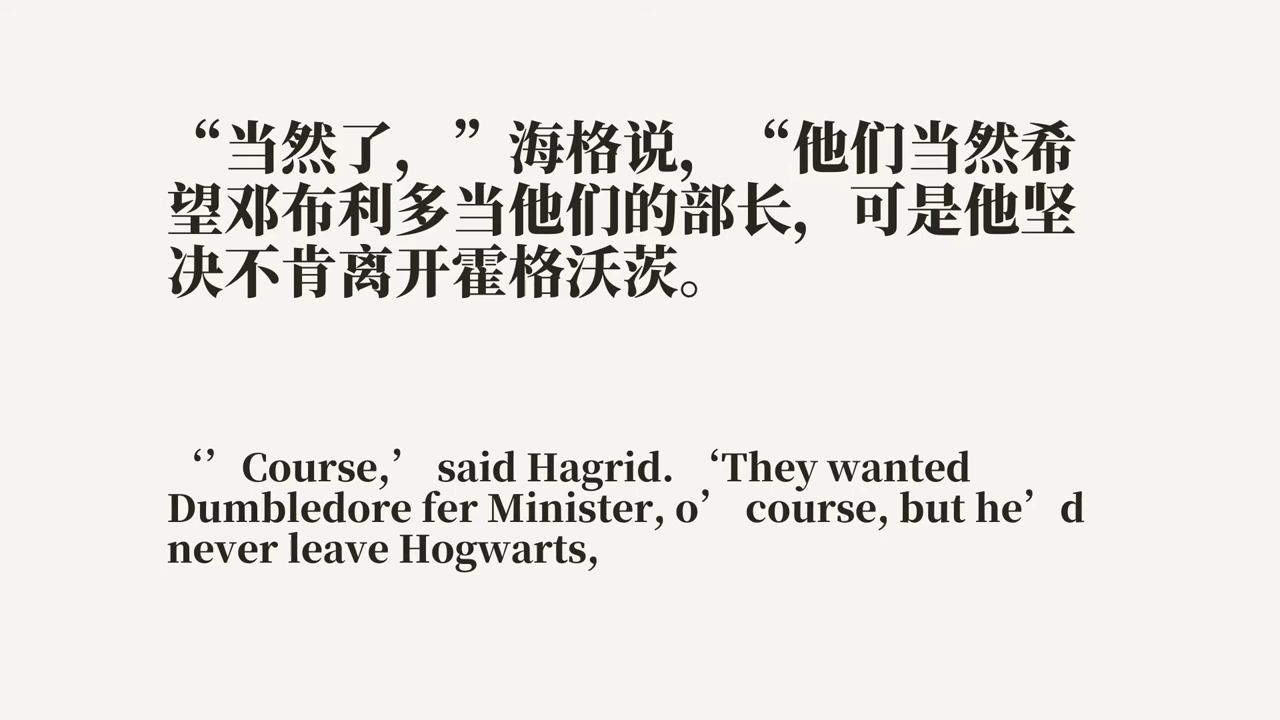 “当然了，”海格说，“他们当然希
望邓布利多当他们的部长，可是他坚
决不肯离开霍格沃茨。
‘’Course,’ said Hagrid. ‘They wanted
Dumbledore fer Minister, o’ course, but he’d
never leave Hogwarts,